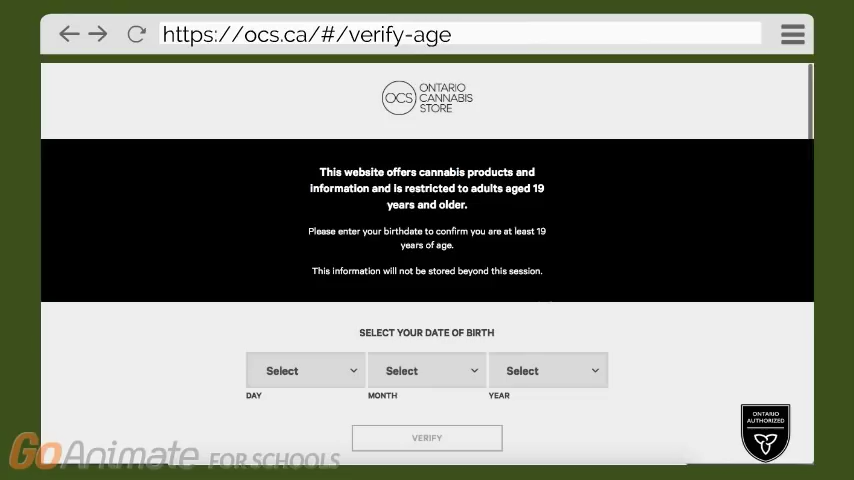 https://ocs.ca/#/verify-age
OCS
ONTARIO
CANNABIS
STORE
This website offers cannabis products and
information and is restricted to adults aged 19
years and older.
Please enter your birthdate to confirm you are at least 19
years of age.
This information will not be stored beyond this session.
SELECT YOUR DATE OF BIRTH
Select Select Select
DAY MONTH YEAR
VERIFY
ONTARIO
AUTHORIZED
GoAnimate FOR SCHOOLS